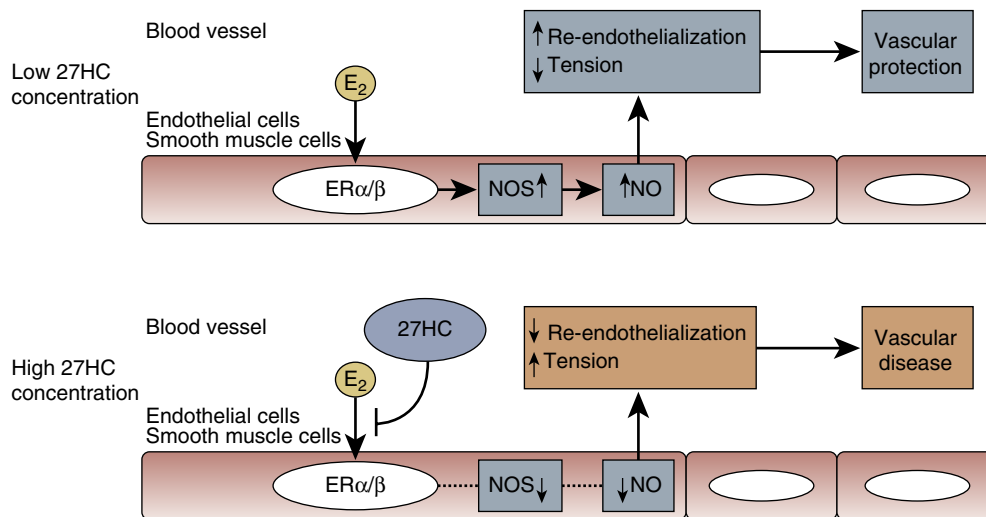 Blood vessel
Low 27HC
concentration
E₂
Endothelial cells
Smooth muscle cells
ERα/β
NOS↑
↑NO
↑ Re-endothelialization
↓ Tension
Vascular
protection
Blood vessel
High 27HC
concentration
27HC
E₂
Endothelial cells
Smooth muscle cells
ERα/β
NOS↓
↓NO
↓ Re-endothelialization
↑ Tension
Vascular
disease